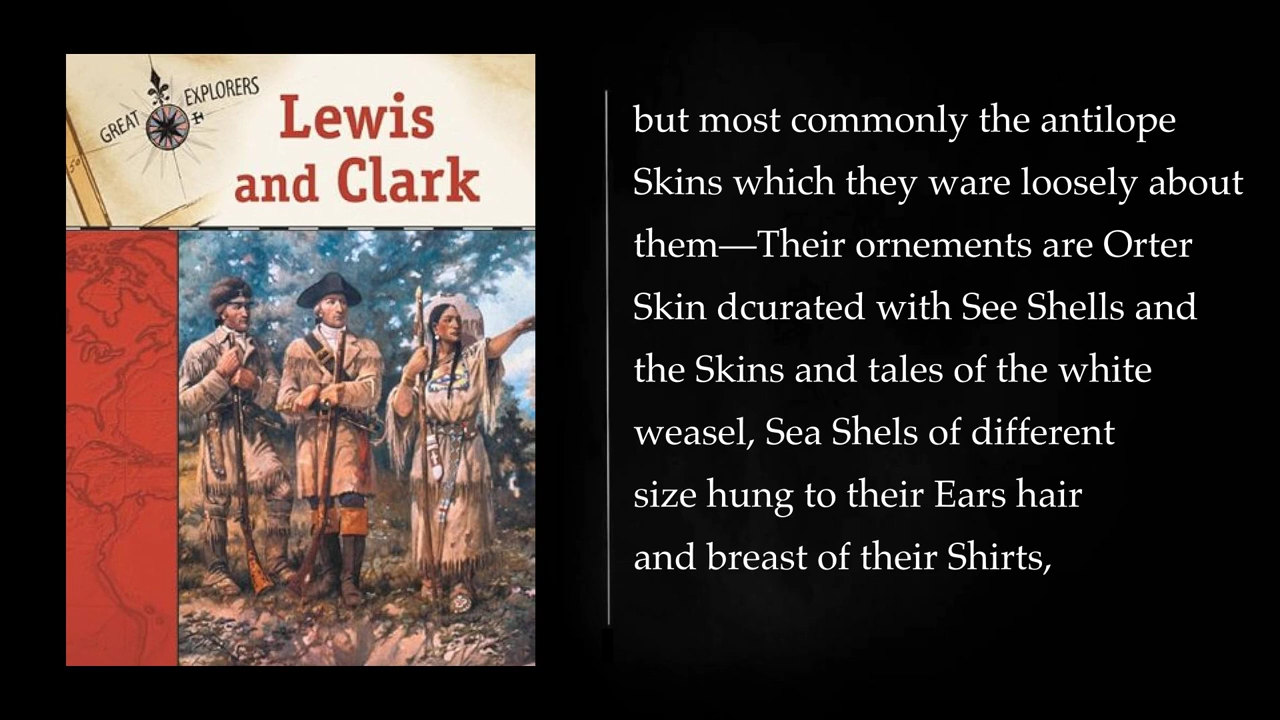 GREAT EXPLORERS
Lewis
and Clark
50
but most commonly the antilope
Skins which they ware loosely about
them—Their ornements are Orter
Skin dcurated with See Shells and
the Skins and tales of the white
weasel, Sea Shels of different
size hung to their Ears hair
and breast of their Shirts,